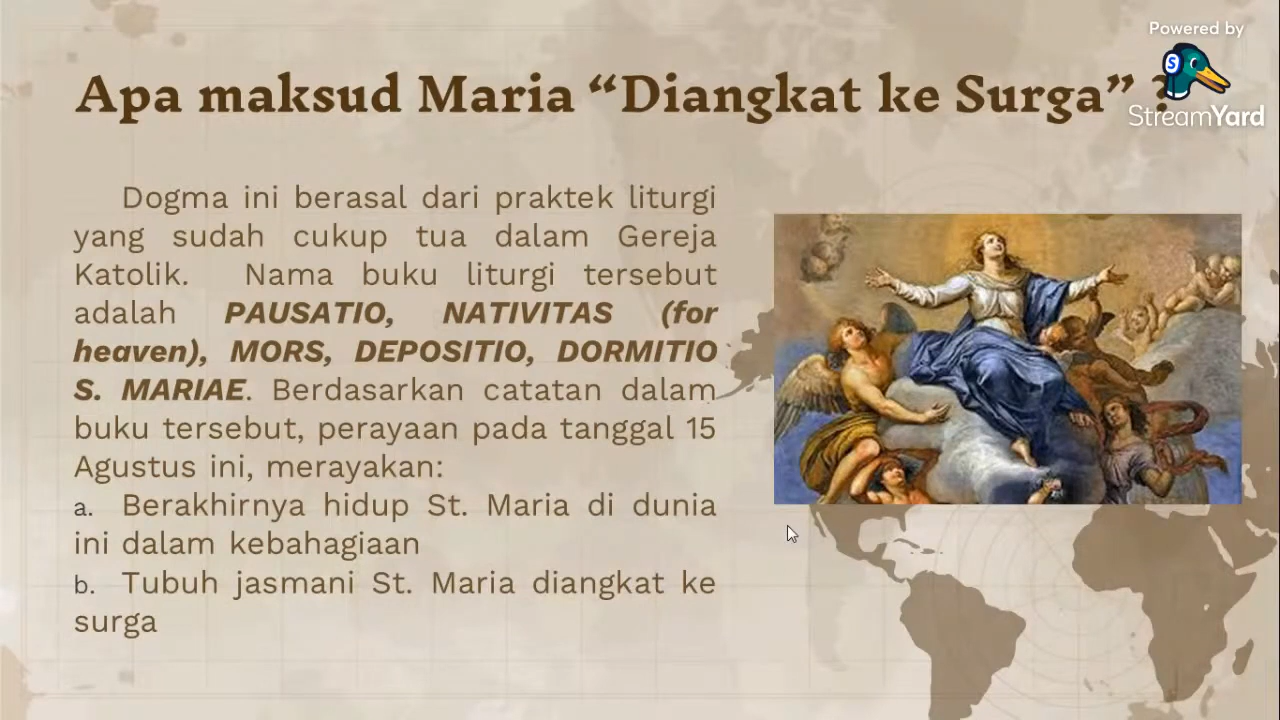 Powered by
StreamYard
Apa maksud Maria “Diangkat ke Surga” ?
Dogma ini berasal dari praktek liturgi
yang sudah cukup tua dalam Gereja
Katolik. Nama buku liturgi tersebut
adalah PAUSATIO, NATIVITAS (for
heaven), MORS, DEPOSITIO, DORMITIO
S. MARIAE. Berdasarkan catatan dalam
buku tersebut, perayaan pada tanggal 15
Agustus ini, merayakan:
a. Berakhirnya hidup St. Maria di dunia
ini dalam kebahagiaan
b. Tubuh jasmani St. Maria diangkat ke
surga